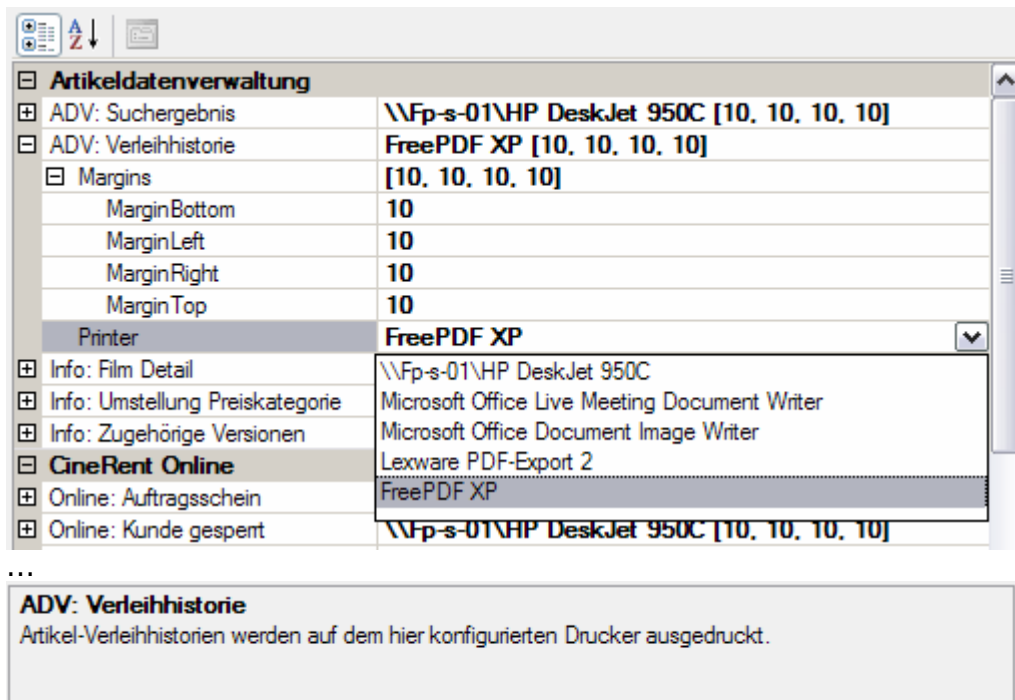 Artikeldatenverwaltung
ADV: Suchergebnis \\Fp-s-01\HP DeskJet 950C [10, 10, 10, 10]
ADV: Verleihhistorie FreePDF XP [10, 10, 10, 10]
Margins [10, 10, 10, 10]
MarginBottom 10
MarginLeft 10
MarginRight 10
MarginTop 10
Printer FreePDF XP
Info: Film Detail \\Fp-s-01\HP DeskJet 950C
Info: Umstellung Preiskategorie Microsoft Office Live Meeting Document Writer
Info: Zugehörige Versionen Microsoft Office Document Image Writer
CineRent Online Lexware PDF-Export 2
Online: Auftragsschein FreePDF XP
Online: Kunde gesperrt \\Fp-s-01\HP DeskJet 950C [10, 10, 10, 10]
...
ADV: Verleihhistorie
Artikel-Verleihhistorien werden auf dem hier konfigurierten Drucker ausgedruckt.